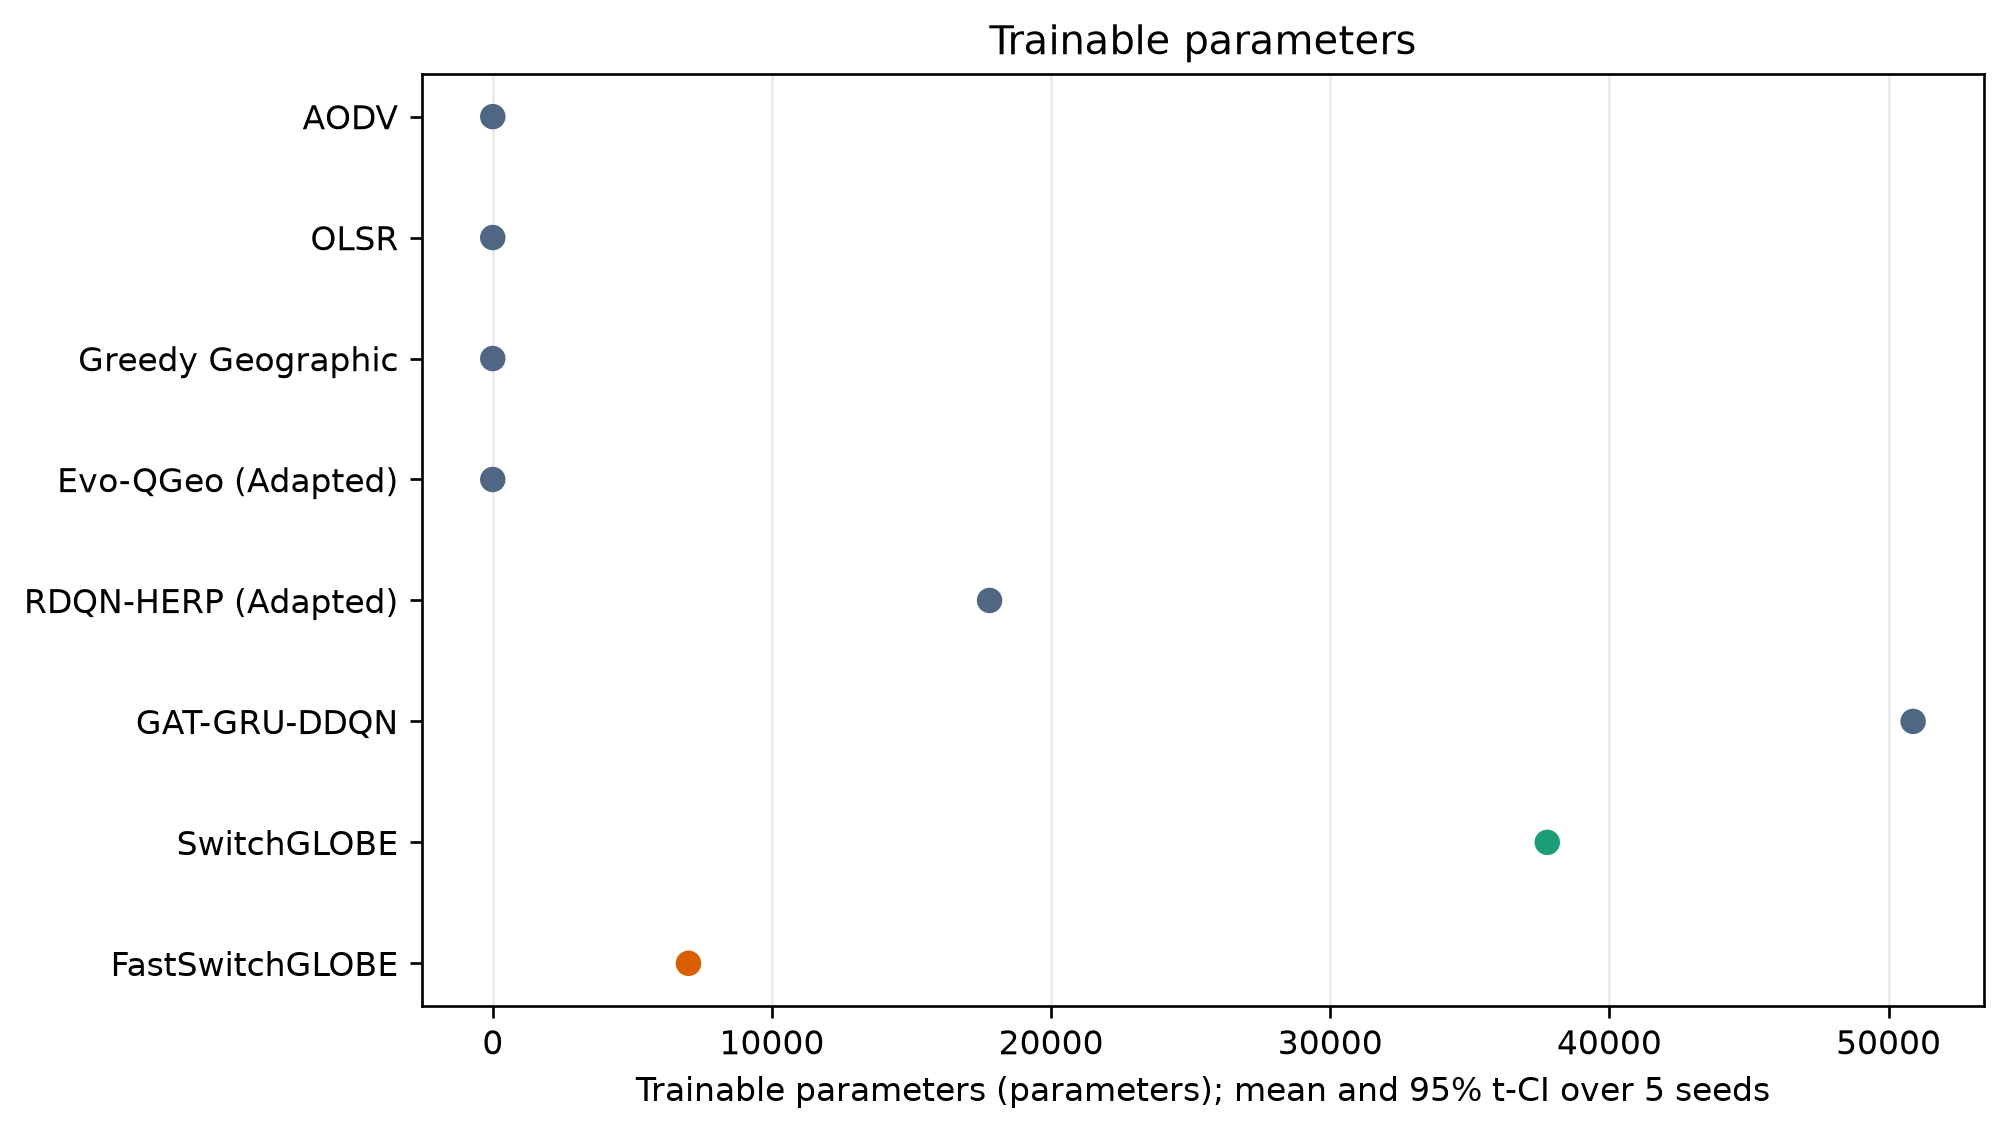 Trainable parameters
AODV
OLSR
Greedy Geographic
Evo-QGeo (Adapted)
RDQN-HERP (Adapted)
GAT-GRU-DDQN
SwitchGLOBE
FastSwitchGLOBE
0 10000 20000 30000 40000 50000
Trainable parameters (parameters); mean and 95% t-CI over 5 seeds